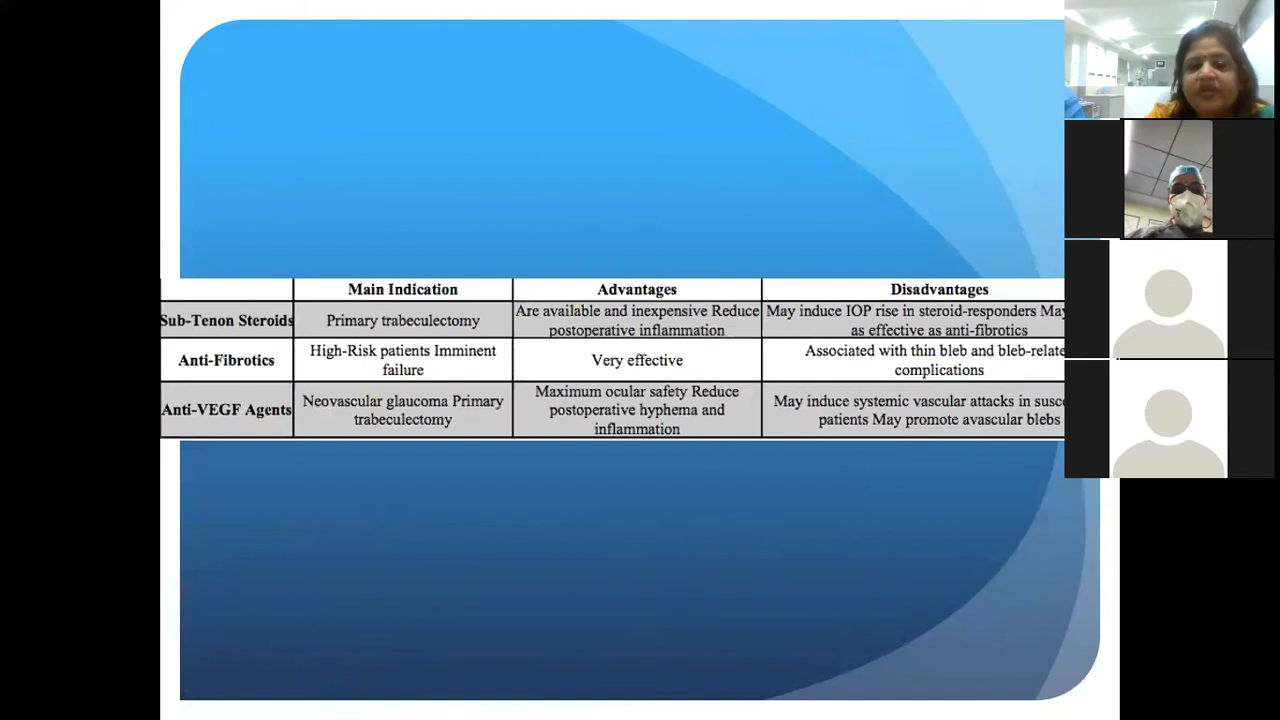 Main Indication Advantages Disadvantages
Sub-Tenon Steroids Primary trabeculectomy Are available and inexpensive Reduce postoperative inflammation May induce IOP rise in steroid-responders May as effective as anti-fibrotics
Anti-Fibrotics High-Risk patients Imminent failure Very effective Associated with thin bleb and bleb-relate complications
Anti-VEGF Agents Neovascular glaucoma Primary trabeculectomy Maximum ocular safety Reduce postoperative hyphema and inflammation May induce systemic vascular attacks in susc patients May promote avascular blebs